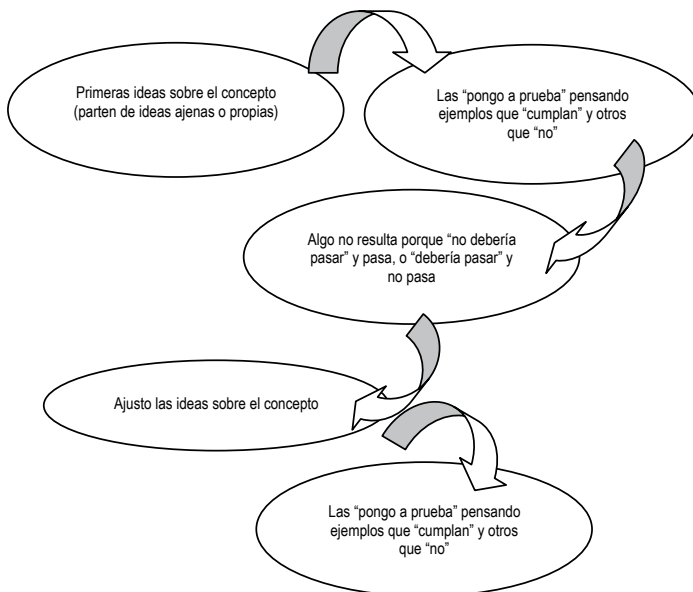 Primeras ideas sobre el concepto
(parten de ideas ajenas o propias)
Las “pongo a prueba” pensando
ejemplos que “cumplan” y otros
que “no”
Algo no resulta porque “no debería
pasar” y pasa, o “debería pasar” y
no pasa
Ajusto las ideas sobre el concepto
Las “pongo a prueba” pensando
ejemplos que “cumplan” y otros
que “no”